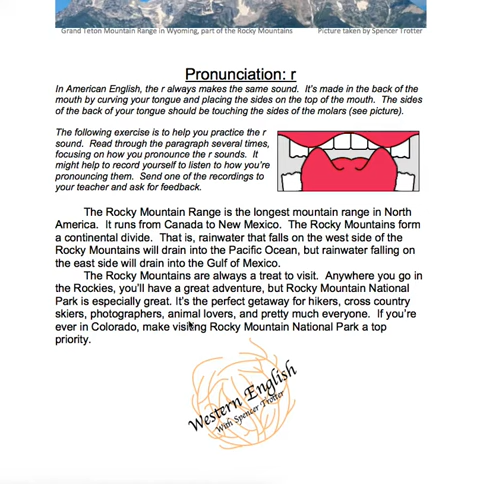 Grand Teton Mountain Range in Wyoming, part of the Rocky Mountains Picture taken by Spencer Trotter
Pronunciation: r
In American English, the r always makes the same sound. It's made in the back of the
mouth by curving your tongue and placing the sides on the top of the mouth. The sides
of the back of your tongue should be touching the sides of the molars (see picture).
The following exercise is to help you practice the r
sound. Read through the paragraph several times,
focusing on how you pronounce the r sounds. It
might help to record yourself to listen to how you're
pronouncing them. Send one of the recordings to
your teacher and ask for feedback.
The Rocky Mountain Range is the longest mountain range in North
America. It runs from Canada to New Mexico. The Rocky Mountains form
a continental divide. That is, rainwater that falls on the west side of the
Rocky Mountains will drain into the Pacific Ocean, but rainwater falling on
the east side will drain into the Gulf of Mexico.
The Rocky Mountains are always a treat to visit. Anywhere you go in
the Rockies, you'll have a great adventure, but Rocky Mountain National
Park is especially great. It's the perfect getaway for hikers, cross country
skiers, photographers, animal lovers, and pretty much everyone. If you're
ever in Colorado, make visiting Rocky Mountain National Park a top
priority.
Western English
With Spencer Trotter